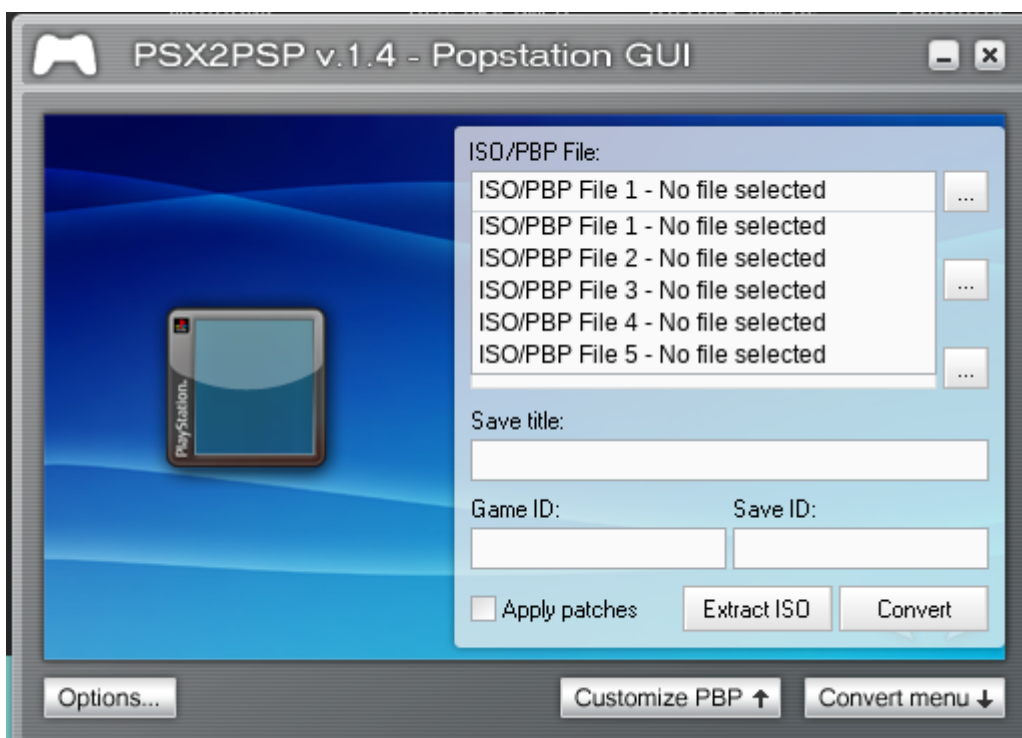 PSX2PSP v.1.4 - Popstation GUI
ISO/PBP File:
ISO/PBP File 1 - No file selected
...
ISO/PBP File 1 - No file selected
ISO/PBP File 2 - No file selected
ISO/PBP File 3 - No file selected
...
ISO/PBP File 4 - No file selected
ISO/PBP File 5 - No file selected
...
PlayStation.
Save title:
Game ID: Save ID:
Apply patches Extract ISO Convert
Options... Customize PBP Convert menu